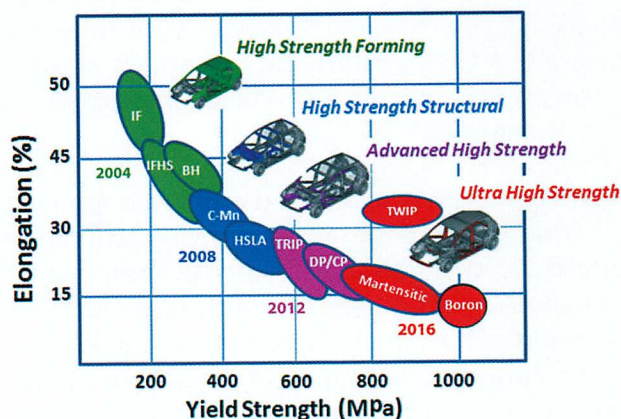 High Strength Forming
50
IF
High Strength Structural
Advanced High Strength
45
IFHS
BH
2004
Ultra High Strength
C-Mn
TWIP
30
HSLA
TRIP
2008
DP/CP
Martensitic
15
Boron
2012
2016
Elongation (%)
200
400
600
800
1000
Yield Strength (MPa)